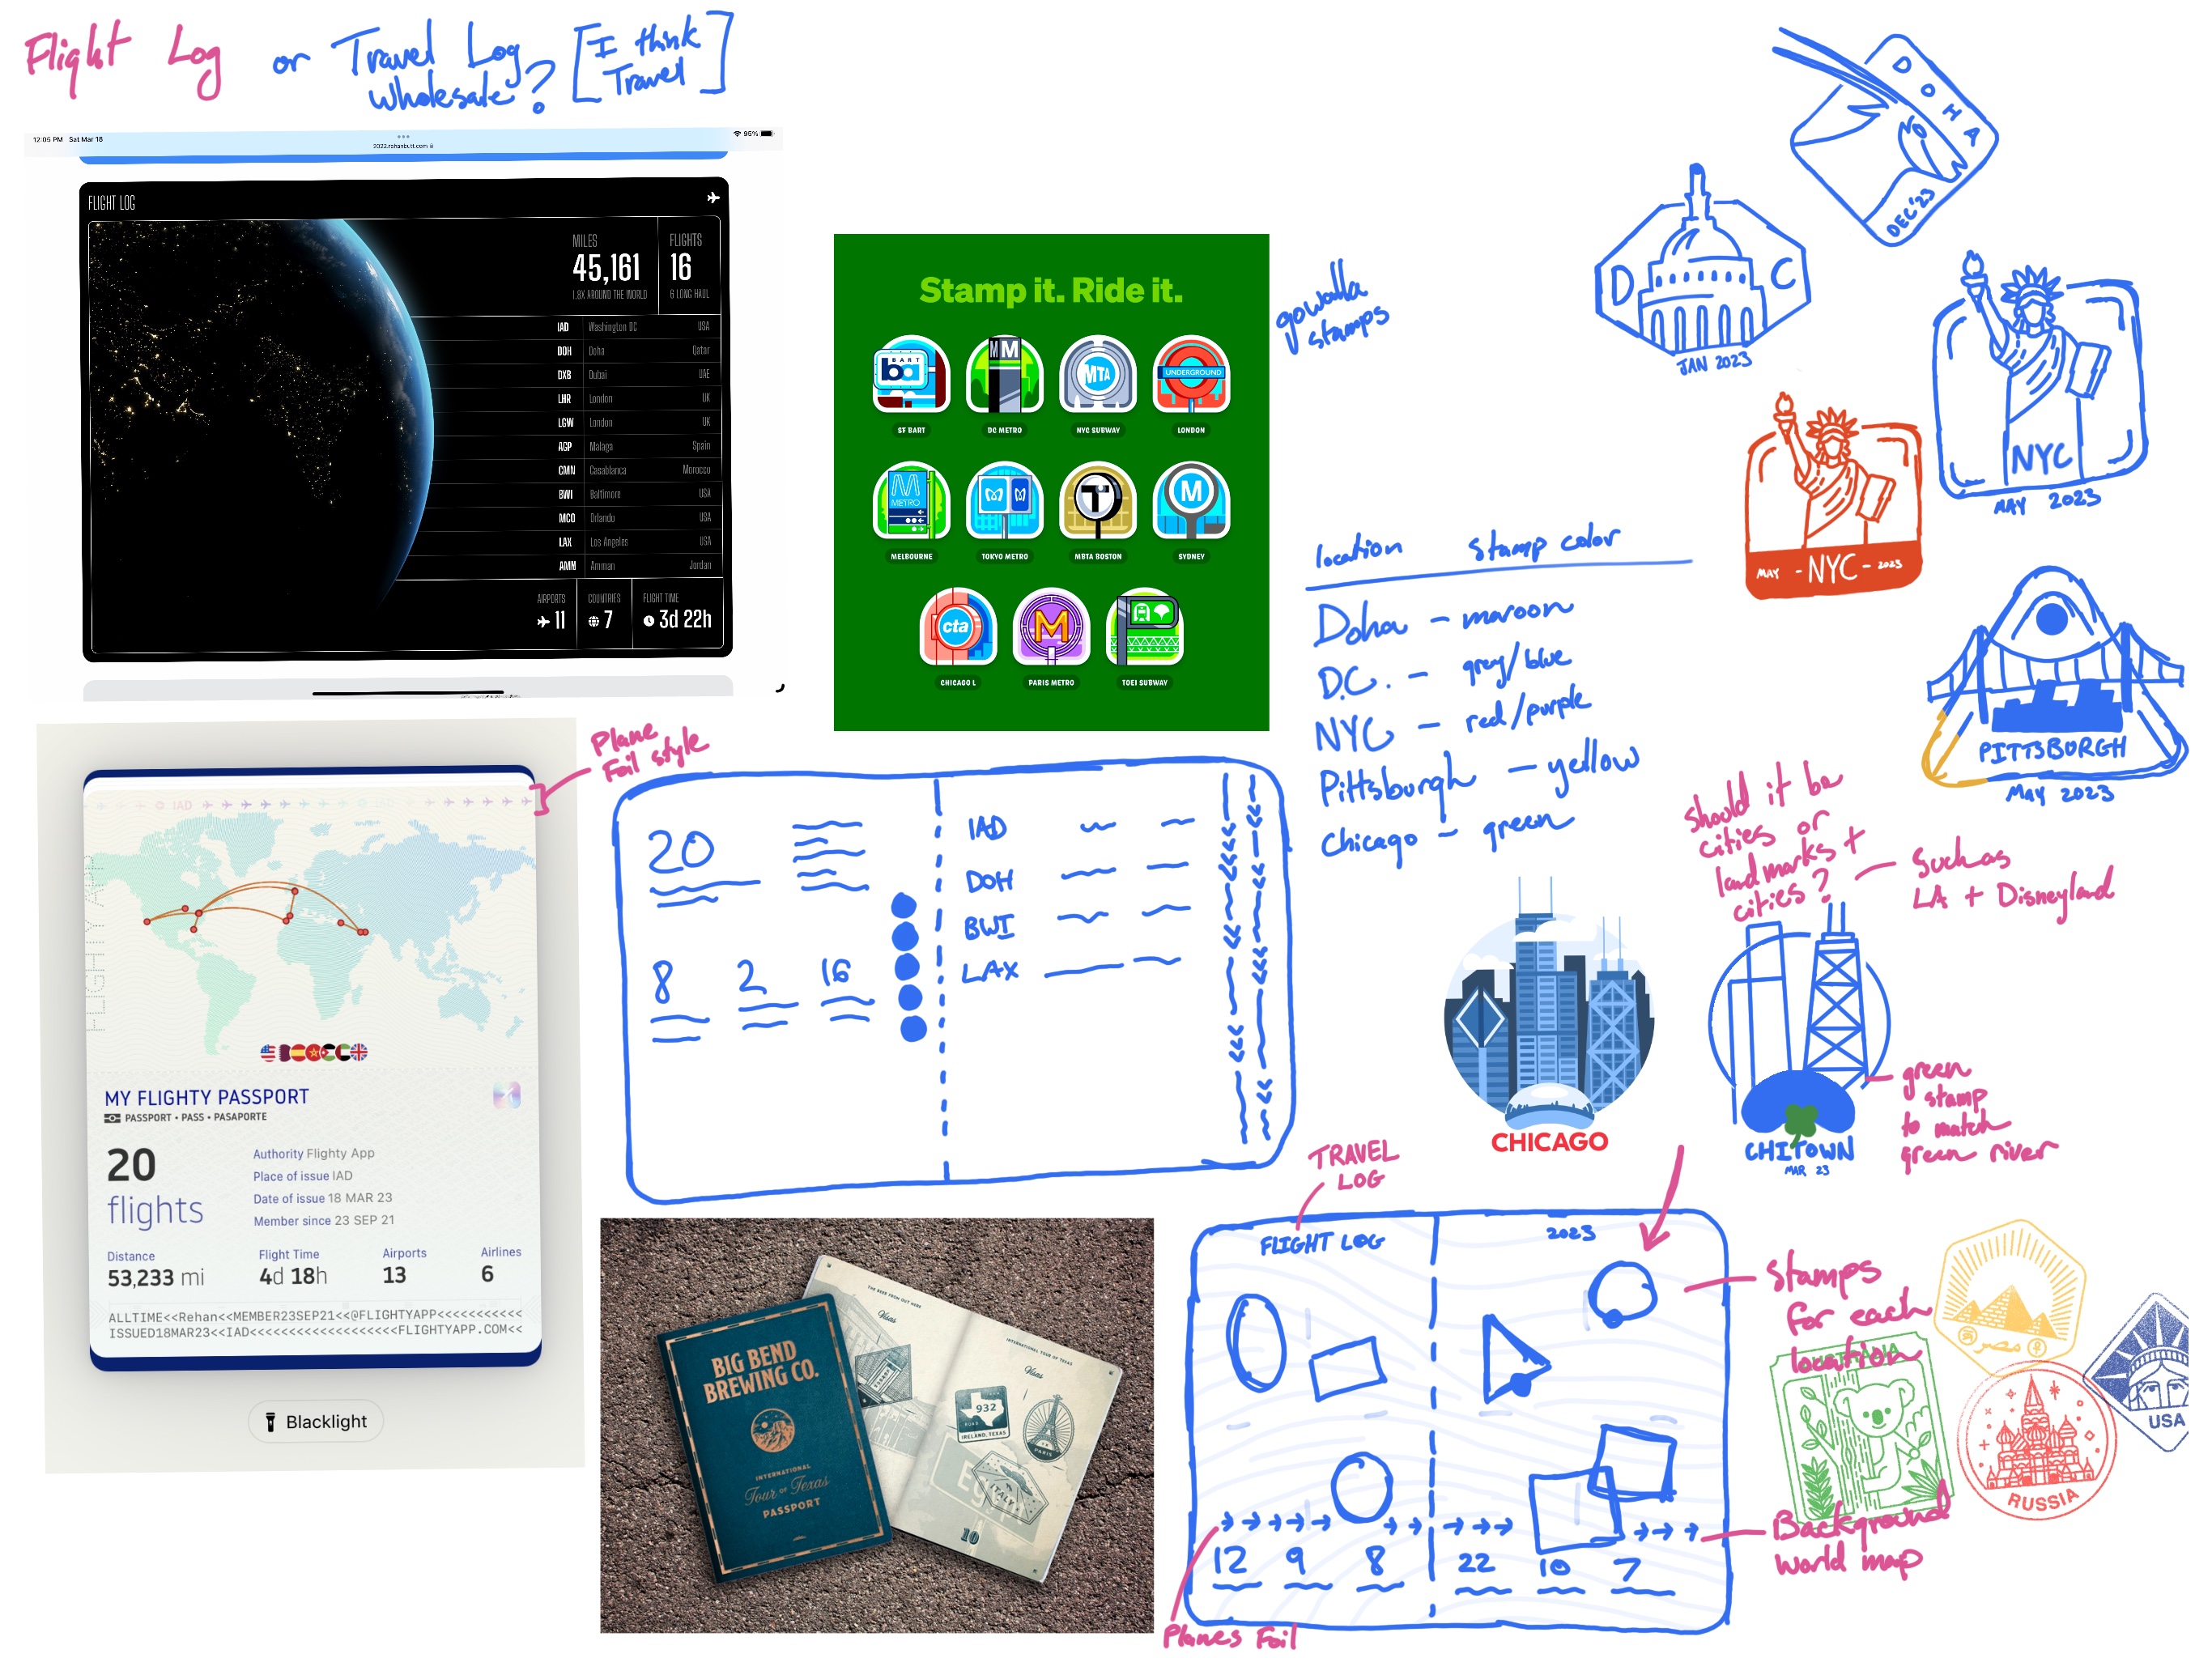 Flight Log or Travel Log
wholesale?
[I think
Travel]
12:06 PM Sat Mar 18
95%
FLIGHT LOG
MILES
45,161
1.8X AROUND THE WORLD
FLIGHTS
16
6 LONG HAUL
IAD Washington DC USA
DOH Doha Qatar
DXB Dubai UAE
LHR London UK
LGW London UK
AGP Malaga Spain
CMN Casablanca Morocco
BWI Baltimore USA
MCO Orlando USA
LAX Los Angeles USA
AMM Amman Jordan
AIRPORTS
11
COUNTRIES
7
FLIGHT TIME
3d 22h
Stamp it. Ride it.
BART
ba
M M
MTA
UNDERGROUND
SF BART
DC METRO
NYC SUBWAY
LONDON
METRO
T
M
MELBOURNE
TOKYO METRO
MBTA BOSTON
SYDNEY
cta
M
CHICAGO L
PARIS METRO
TOEI SUBWAY
gowalla
stamps
DOHA
DEC '23
D C
JAN 2023
NYC
MAY 2023
MAY - NYC - 2023
PITTSBURGH
MAY 2023
location stamp color
Doha - maroon
D.C. - grey/blue
NYC - red/purple
Pittsburgh - yellow
Chicago - green
should it be
cities or
landmarks +
cities?
Such as
LA + Disneyland
CHICAGO
CHITOWN
MAR 23
green
stamp
to match
green river
Plane
Foil style
IAD
FLIGHTY APP
MY FLIGHTY PASSPORT
PASSPORT • PASS • PASAPORTE
20
flights
Authority Flighty App
Place of issue IAD
Date of issue 18 MAR 23
Member since 23 SEP 21
Distance
53,233 mi
Flight Time
4d 18h
Airports
13
Airlines
6
ALLTIME<<Rehan<<MEMBER23SEP21<<@FLIGHTYAPP<<<<<<<<<<<
ISSUED18MAR23<<IAD<<<<<<<<<<<<<<<<<<<FLIGHTYAPP.COM<<
Blacklight
20
8 2 16
IAD
DOH
BWI
LAX
BIG BEND
BREWING CO.
INTERNATIONAL
Tour of Texas
PASSPORT
THE BEER FROM OUT HERE
Visas
INTERNATIONAL TOUR OF TEXAS
Visas
932
IRELAND, TEXAS
PARIS
ITALY
10
TRAVEL
LOG
FLIGHT LOG
2023
12 9 8 22 10 7
Planes Foil
Stamps
for each
location
Background
world map
مصر
USA
RUSSIA